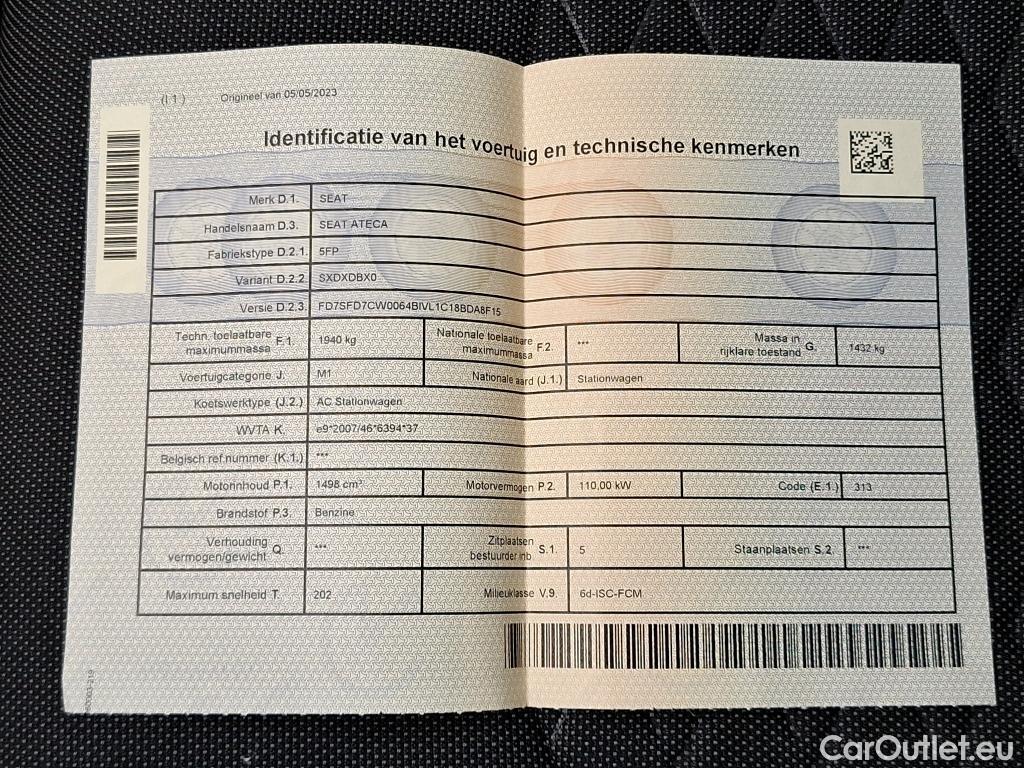 (I 1)
Origineel van 05/05/2023
Identificatie van het voertuig en technische kenmerken
Merk D.1. SEAT
Handelsnaam D.3. SEAT ATECA
Fabriekstype D.2.1. 5FP
Variant D.2.2. SXDXDBX0
Versie D.2.3. FD7SFD7CW0064BIVL1C18BDA8F15
Techn. toelaatbare maximummassa F.1. 1940 kg Nationale toelaatbare maximummassa F.2. *** Massa in rijklare toestand G. 1432 kg
Voertuigcategorie J. M1 Nationale aard (J.1.) Stationwagen
Koetswerktype (J.2.) AC Stationwagen
WVTA K. e9*2007/46*6394*37
Belgisch ref.nummer (K.1.) ***
Motorinhoud P.1. 1498 cm³ Motorvermogen P.2. 110,00 kW Code (E.1.) 313
Brandstof P.3. Benzine
Verhouding vermogen/gewicht Q. *** Zitplaatsen bestuurder inb S.1. 5 Staanplaatsen S.2. ***
Maximum snelheid T. 202 Milieuklasse V.9. 6d-ISC-FCM
CarOutlet.eu